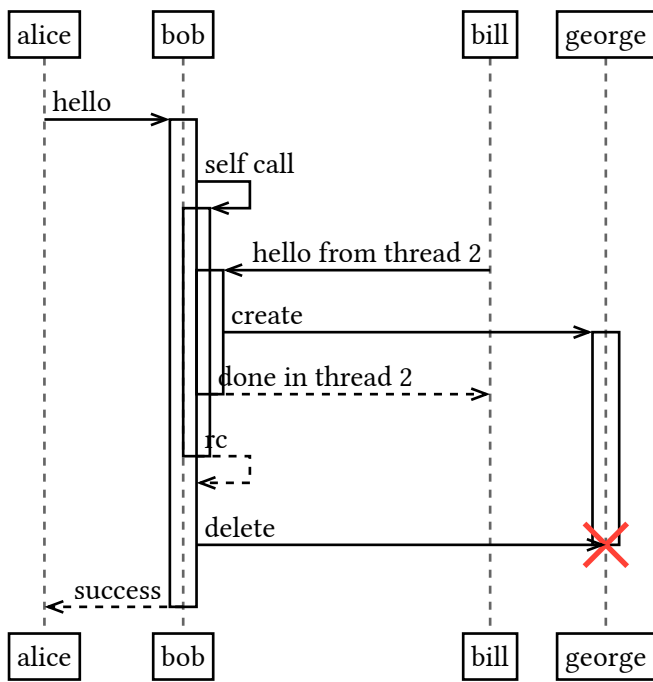 alice
bob
bill
george
hello
self call
hello from thread 2
create
done in thread 2
rc
delete
success
alice
bob
bill
george